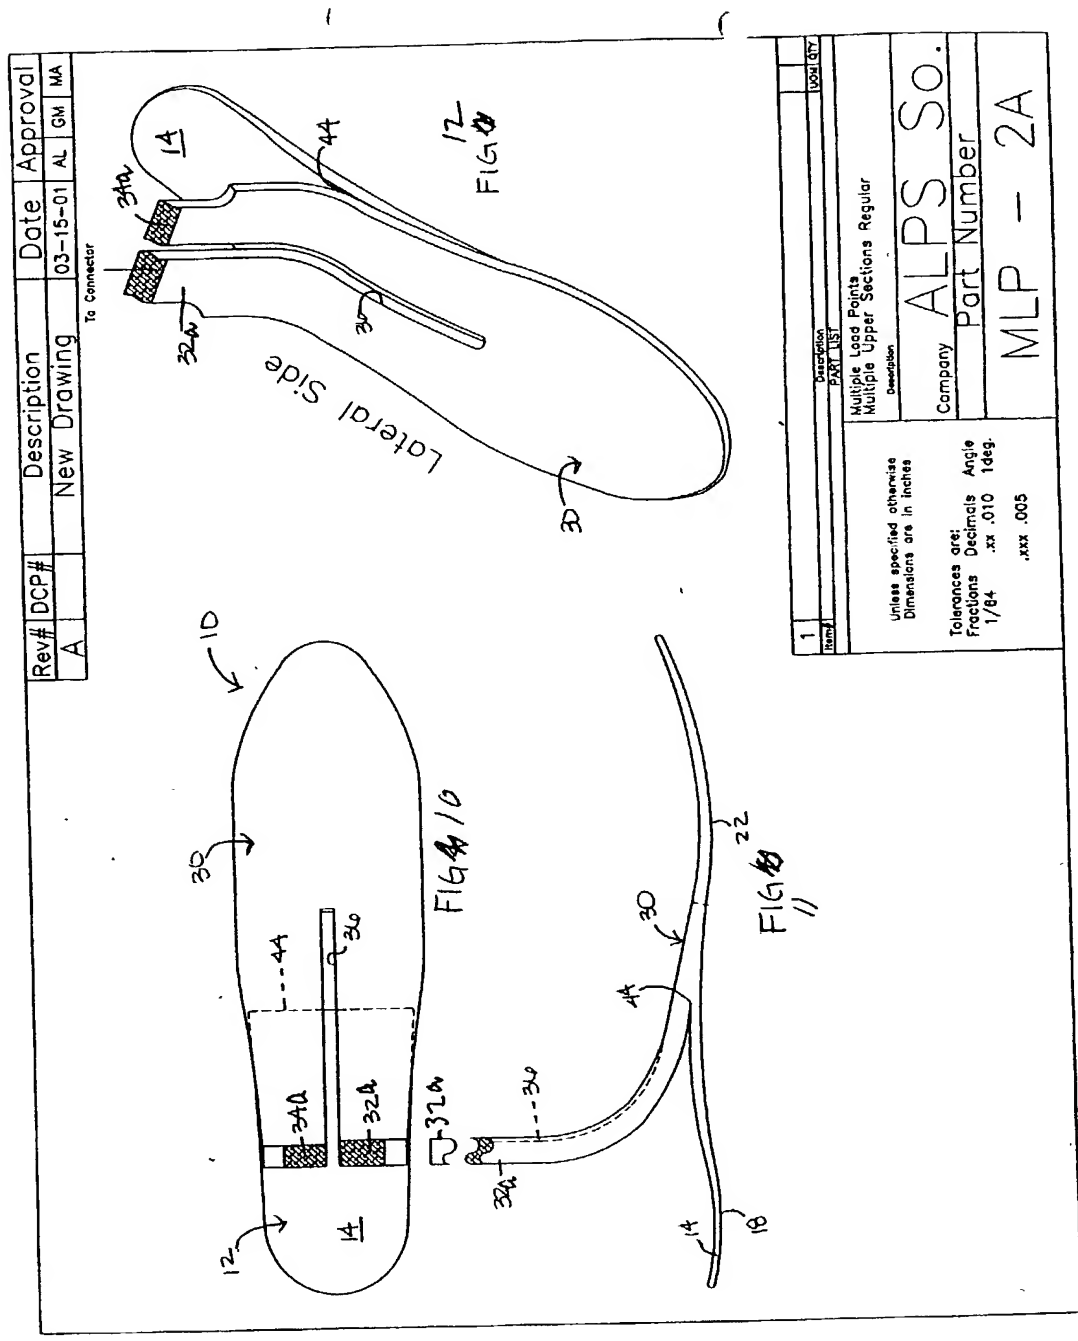 Rev# DCP# Description Date Approval
A New Drawing 03-15-01 AL GM MA
To Connector
10
30
44
36
34a
32a
12
14
FIG 10
32a
36
32a
44
30
14
18
22
FIG 11
34a
14
32a
44
36
Lateral Side
30
12
FIG
1
Item# Description UOM QTY
PART LIST
Unless specified otherwise
Dimensions are in inches
Tolerances are:
Fractions Decimals Angle
1/64 .xx .010 1deg.
.xxx .005
Multiple Load Points
Multiple Upper Sections Regular
Description
Company ALPS So.
Part Number
MLP - 2A